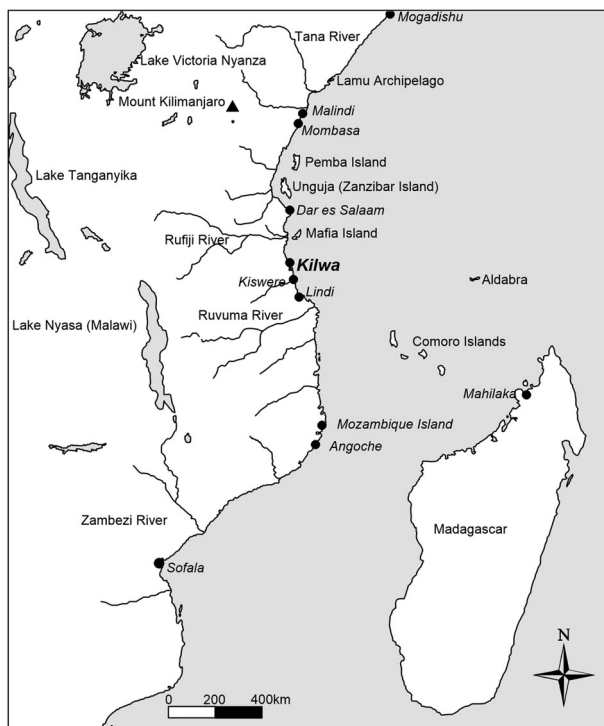 Mogadishu
Tana River
Lake Victoria Nyanza
Lamu Archipelago
Mount Kilimanjaro
Malindi
Mombasa
Pemba Island
Lake Tanganyika
Unguja (Zanzibar Island)
Dar es Salaam
Mafia Island
Rufiji River
Kilwa
Kiswere
Aldabra
Lindi
Ruvuma River
Lake Nyasa (Malawi)
Comoro Islands
Mahilaka
Mozambique Island
Angoche
Zambezi River
Madagascar
Sofala
N
0 200 400km